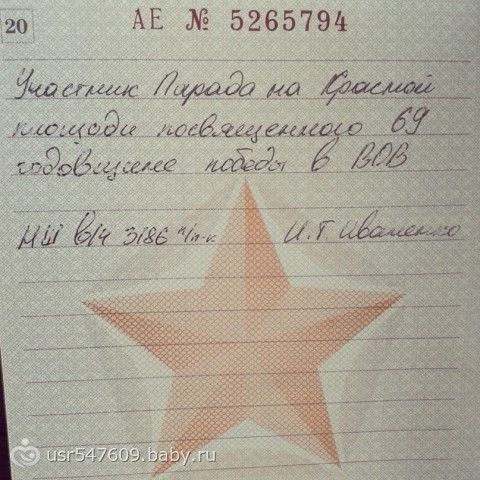 20
АЕ № 5265794
Участник Парада на Красной
площади посвященного 69
годовщине победы в ВОВ
НШ в/ч 3186 п/п-к И.Т. Иваненко
usr547609.baby.ru